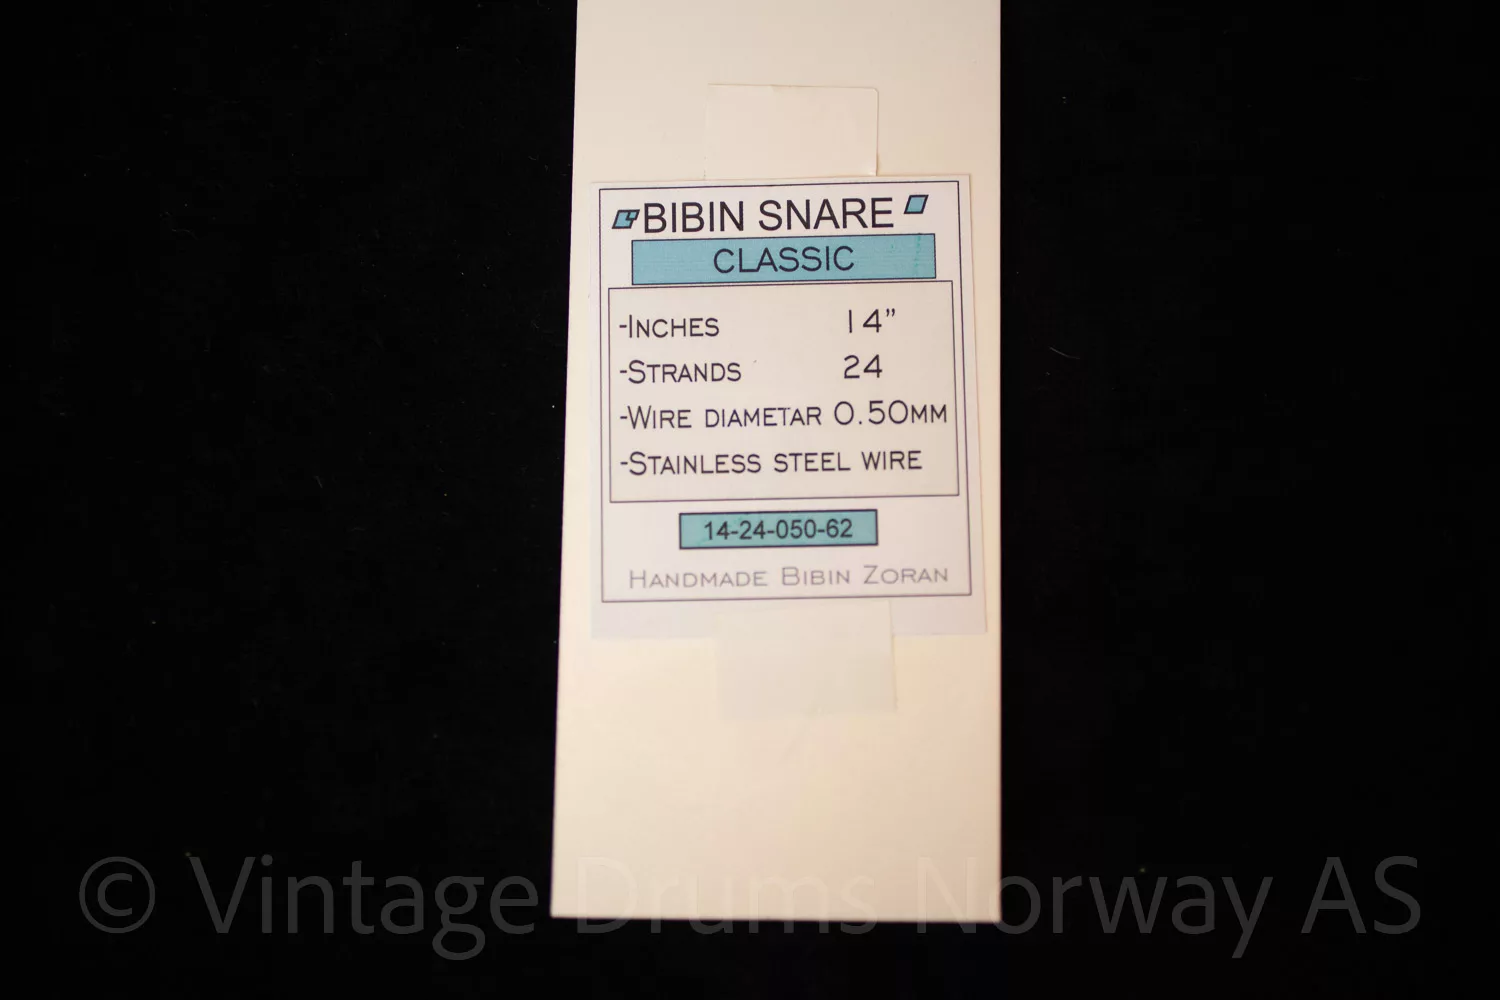 BIBIN SNARE
CLASSIC
-INCHES 14”
-STRANDS 24
-WIRE DIAMETAR 0.50MM
-STAINLESS STEEL WIRE
14-24-050-62
HANDMADE BIBIN ZORAN
© Vintage Drums Norway AS